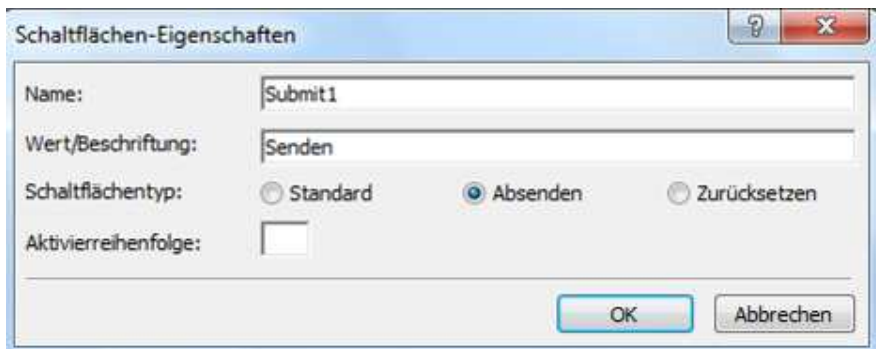 Schaltflächen-Eigenschaften
Name: Submit1
Wert/Beschriftung: Senden
Schaltflächentyp: Standard Absenden Zurücksetzen
Aktivierreihenfolge:
OK Abbrechen